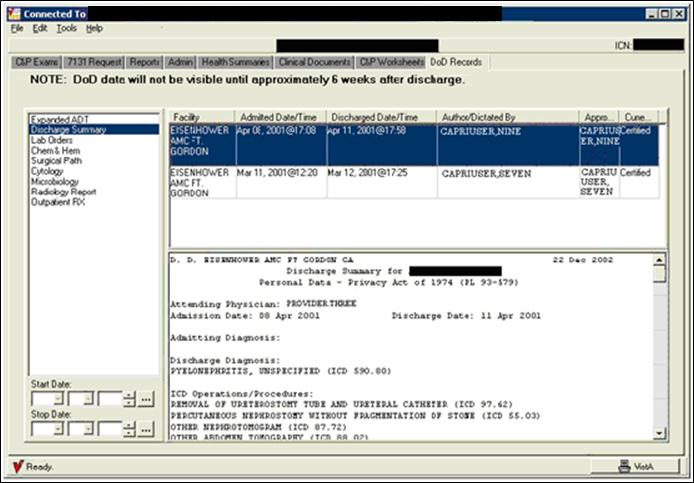 Connected To
File Edit Tools Help
ICN:
C&P Exams 7131 Request Reports Admin Health Summaries Clinical Documents C&P Worksheets DoD Records
NOTE: DoD data will not be visible until approximately 6 weeks after discharge.
Expanded ADT
Discharge Summary
Lab Orders
Chem & Hem
Surgical Path
Cytology
Microbiology
Radiology Report
Outpatient RX
Start Date:
Stop Date:
Facility Admitted Date/Time Discharged Date/Time Author/Dictated By Appro... Curre...
EISENHOWER Apr 08, 2001@17:08 Apr 11, 2001@17:58 CAPRIUSER,NINE CAPRIUS Certified
AMC FT. ER,NINE
GORDON
EISENHOWER Mar 11, 2001@12:20 Mar 12, 2001@17:25 CAPRIUSER,SEVEN CAPRIU Certified
AMC FT. USER,
GORDON SEVEN
D. D. EISENHOWER AMC FT GORDON GA 22 Dec 2002
Discharge Summary for
Personal Data - Privacy Act of 1974 (PL 93-579)
Attending Physician: PROVIDER,THREE
Admission Date: 08 Apr 2001 Discharge Date: 11 Apr 2001
Admitting Diagnosis:
Discharge Diagnosis:
PYELONEPHRITIS, UNSPECIFIED (ICD 590.80)
ICD Operations/Procedures:
REMOVAL OF URETEROSTOMY TUBE AND URETERAL CATHETER (ICD 97.62)
PERCUTANEOUS NEPHROSTOMY WITHOUT FRAGMENTATION OF STONE (ICD 55.03)
OTHER NEPHROTOMOGRAM (ICD 87.72)
OTHER ABDOMEN TOMOGRAPHY (ICD 88.02)
Ready.
VistA